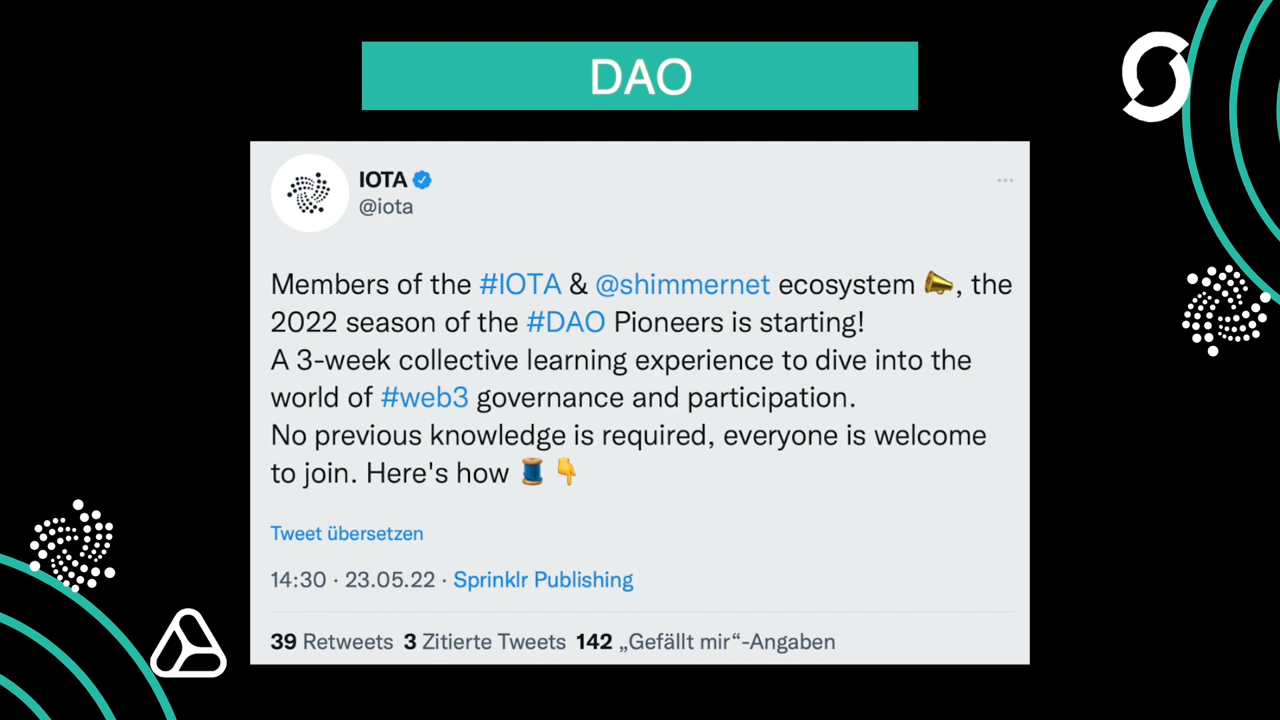 DAO
IOTA
@iota
Members of the #IOTA & @shimmernet ecosystem 📣, the
2022 season of the #DAO Pioneers is starting!
A 3-week collective learning experience to dive into the
world of #web3 governance and participation.
No previous knowledge is required, everyone is welcome
to join. Here's how 🧵 👇
Tweet übersetzen
14:30 · 23.05.22 · Sprinklr Publishing
39 Retweets 3 Zitierte Tweets 142 „Gefällt mir“-Angaben